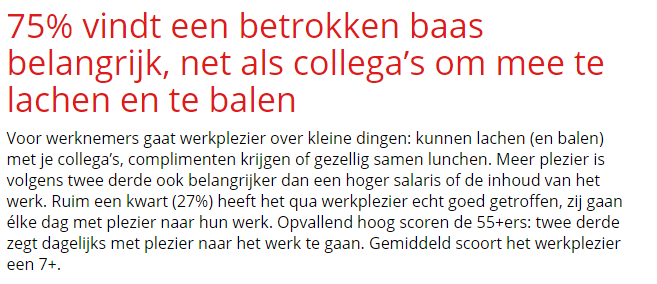 75% vindt een betrokken baas
belangrijk, net als collega’s om mee te
lachen en te balen
Voor werknemers gaat werkplezier over kleine dingen: kunnen lachen (en balen)
met je collega’s, complimenten krijgen of gezellig samen lunchen. Meer plezier is
volgens twee derde ook belangrijker dan een hoger salaris of de inhoud van het
werk. Ruim een kwart (27%) heeft het qua werkplezier echt goed getroffen, zij gaan
élke dag met plezier naar hun werk. Opvallend hoog scoren de 55+ers: twee derde
zegt dagelijks met plezier naar het werk te gaan. Gemiddeld scoort het werkplezier
een 7+.